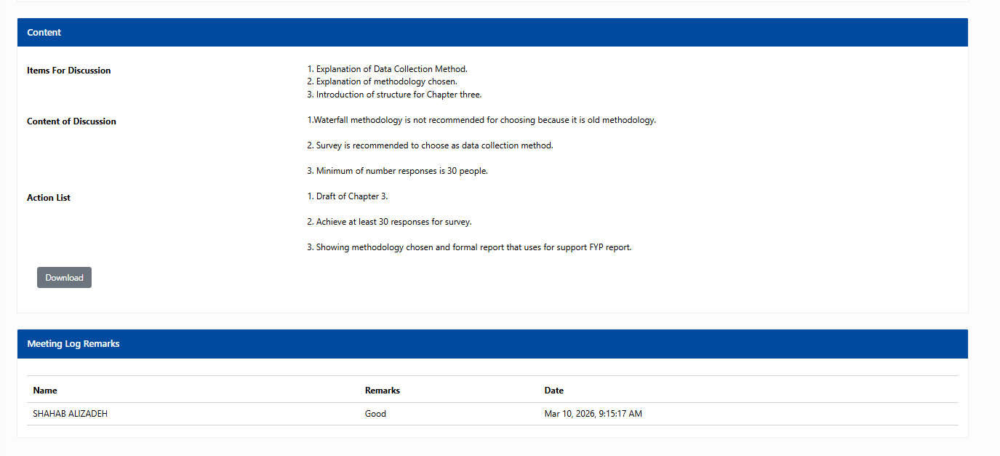 Content
Items For Discussion
1. Explanation of Data Collection Method.
2. Explanation of methodology chosen.
3. Introduction of structure for Chapter three.
Content of Discussion
1.Waterfall methodology is not recommended for choosing because it is old methodology.
2. Survey is recommended to choose as data collection method.
3. Minimum of number responses is 30 people.
Action List
1. Draft of Chapter 3.
2. Achieve at least 30 responses for survey.
3. Showing methodology chosen and formal report that uses for support FYP report.
Download
Meeting Log Remarks
Name Remarks Date
SHAHAB ALIZADEH Good Mar 10, 2026, 9:15:17 AM